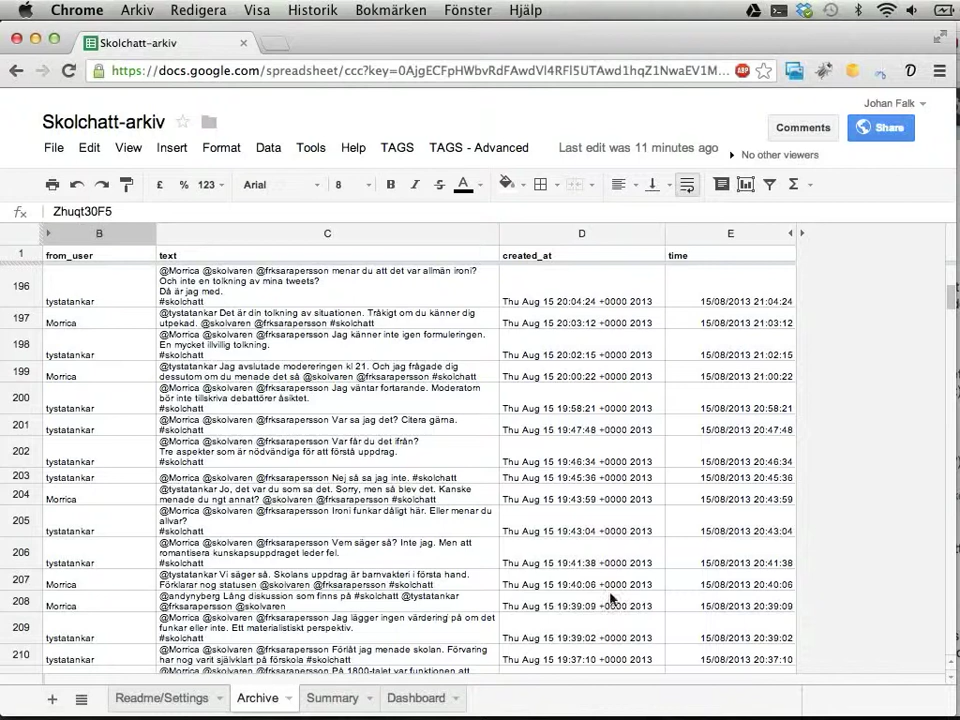 Chrome Arkiv Redigera Visa Historik Bokmärken Fönster Hjälp
Skolchatt-arkiv
https://docs.google.com/spreadsheet/ccc?key=0AjgECFpHWbvRdFAwdVl4RFl5UTAwd1hqZ1NwaEV1M...
ABP
Johan Falk
Skolchatt-arkiv
Comments
Share
File Edit View Insert Format Data Tools Help TAGS TAGS - Advanced Last edit was 11 minutes ago
No other viewers
£ % 123 Arial 8 B I S A Σ
fx Zhuqt30F5
B C D E
1 from_user text created_at time
196 tystatankar @Morrica @skolvaren @frksarapersson menar du att det var allmän ironi?
Och inte en tolkning av mina tweets?
Då är jag med.
#skolchatt Thu Aug 15 20:04:24 +0000 2013 15/08/2013 21:04:24
197 Morrica @tystatankar Det är din tolkning av situationen. Tråkigt om du känner dig
utpekad. @skolvaren @frksarapersson #skolchatt Thu Aug 15 20:03:12 +0000 2013 15/08/2013 21:03:12
198 tystatankar @Morrica @skolvaren @frksarapersson Jag känner inte igen formuleringen.
En mycket illvillig tolkning.
#skolchatt Thu Aug 15 20:02:15 +0000 2013 15/08/2013 21:02:15
199 Morrica @tystatankar Jag avslutade modereringen kl 21. Och jag frågade dig
dessutom om du menade det så @skolvaren @frksarapersson #skolchatt Thu Aug 15 20:00:22 +0000 2013 15/08/2013 21:00:22
200 tystatankar @Morrica @skolvaren @frksarapersson Jag väntar fortarande. Moderatorn
bör inte tillskriva debattörer åsiktet.
#skolchatt Thu Aug 15 19:58:21 +0000 2013 15/08/2013 20:58:21
201 tystatankar @Morrica @skolvaren @frksarapersson Var sa jag det? Citera gärna.
#skolchatt Thu Aug 15 19:47:48 +0000 2013 15/08/2013 20:47:48
202 tystatankar @Morrica @skolvaren @frksarapersson Var får du det ifrån?
Tre aspekter som är nödvändiga för att förstå uppdrag.
#skolchatt Thu Aug 15 19:46:34 +0000 2013 15/08/2013 20:46:34
203 tystatankar @Morrica @skolvaren @frksarapersson Nej så sa jag inte. #skolchatt Thu Aug 15 19:45:36 +0000 2013 15/08/2013 20:45:36
204 Morrica @tystatankar Jo, det var du som sa det. Sorry, men så blev det. Kanske
menade du ngt annat? @skolvaren @frksarapersson #skolchatt Thu Aug 15 19:43:59 +0000 2013 15/08/2013 20:43:59
205 tystatankar @Morrica @skolvaren @frksarapersson Ironi funkar dåligt här. Eller menar du
allvar?
#skolchatt Thu Aug 15 19:43:04 +0000 2013 15/08/2013 20:43:04
206 tystatankar @Morrica @skolvaren @frksarapersson Vem säger så? Inte jag. Men att
romantisera kunskapsuppdraget leder fel.
#skolchatt Thu Aug 15 19:41:38 +0000 2013 15/08/2013 20:41:38
207 Morrica @tystatankar Vi säger så. Skolans uppdrag är barnvakteri i första hand.
Förklarar nog statusen @skolvaren @frksarapersson #skolchatt Thu Aug 15 19:40:06 +0000 2013 15/08/2013 20:40:06
208 Morrica @andynyberg Lång discussion som finns på #skolchatt @tystatankar
@frksarapersson @skolvaren Thu Aug 15 19:39:09 +0000 2013 15/08/2013 20:39:09
209 tystatankar @Morrica @skolvaren @frksarapersson Jag lägger ingen värdering på om det
funkar eller inte. Ett materialistiskt perspektiv.
#skolchatt Thu Aug 15 19:39:02 +0000 2013 15/08/2013 20:39:02
210 tystatankar @Morrica @skolvaren @frksarapersson Förlåt jag menade skolan. Förvaring
har nog varit självklart på förskola #skolchatt Thu Aug 15 19:37:10 +0000 2013 15/08/2013 20:37:10
@Morrica @skolvaren @frksarapersson På 1800-talet var funktionen att
Readme/Settings Archive Summary Dashboard